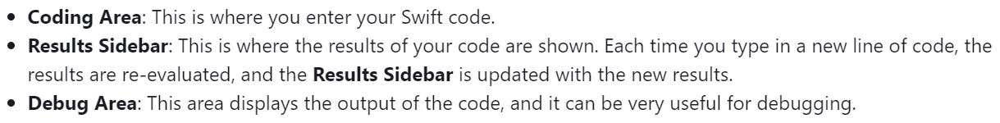 • Coding Area: This is where you enter your Swift code.
• Results Sidebar: This is where the results of your code are shown. Each time you type in a new line of code, the
results are re-evaluated, and the Results Sidebar is updated with the new results.
• Debug Area: This area displays the output of the code, and it can be very useful for debugging.